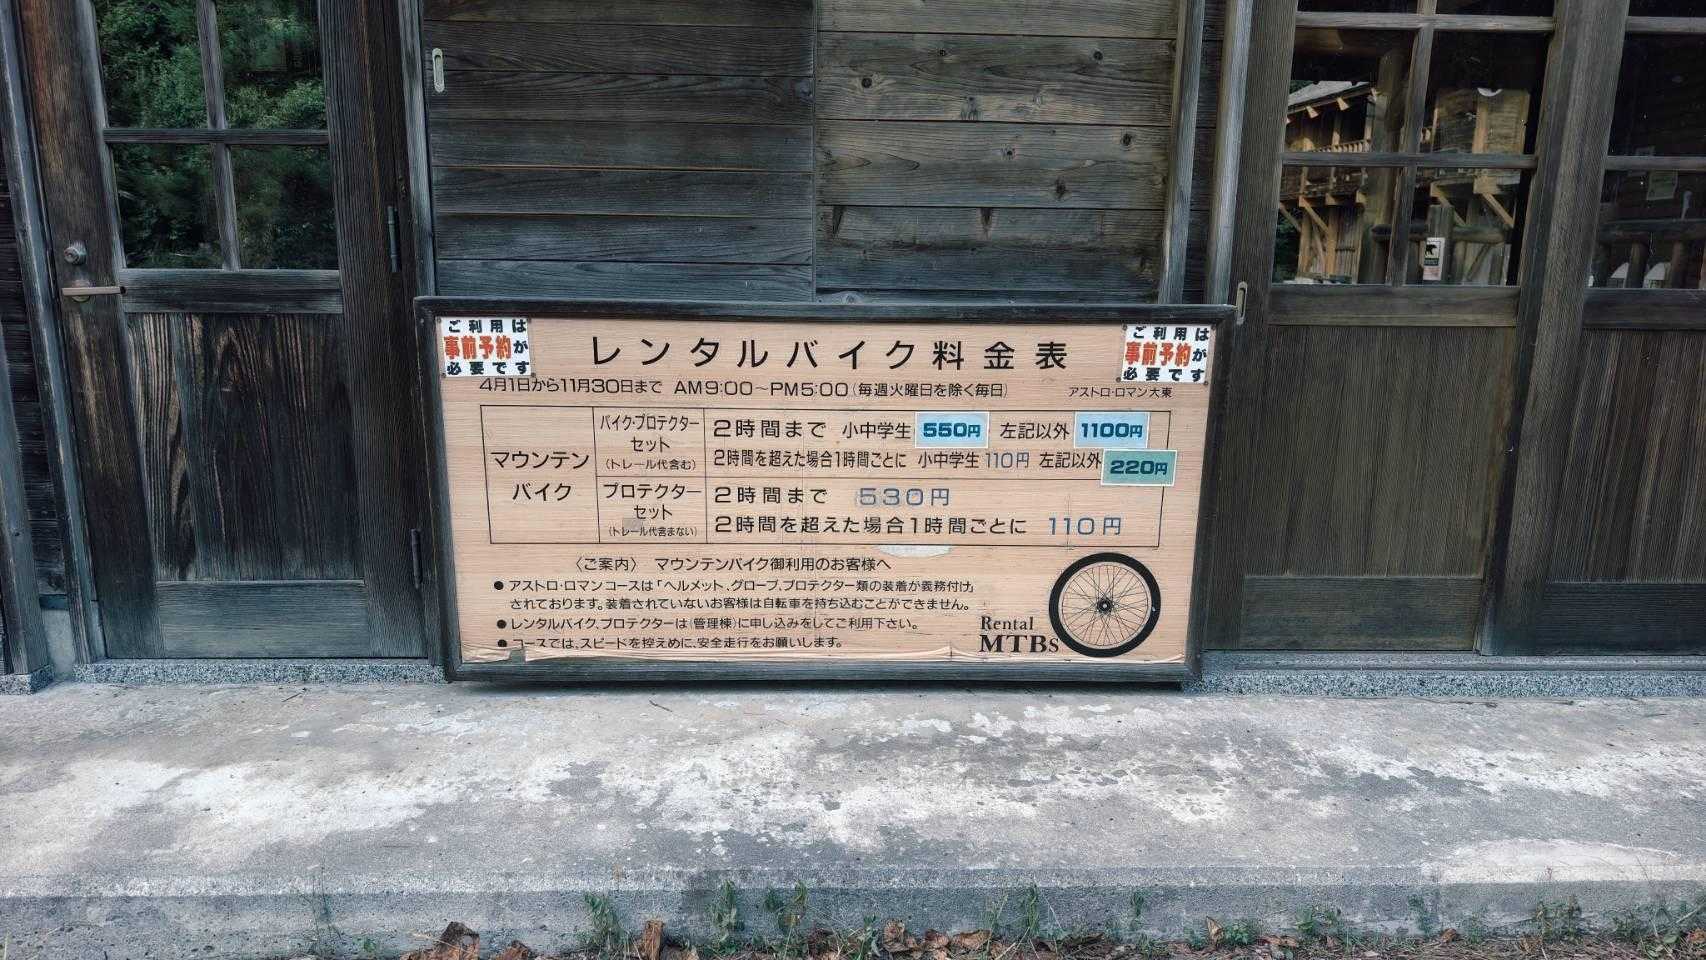 ご利用は
事前予約が
必要です
レンタルバイク料金表
ご利用は
事前予約が
必要です
4月1日から11月30日まで AM9:00~PM5:00(毎週火曜日を除く毎日)
アストロ・ロマン大東
マウンテン
バイク
バイク・プロテクター
セット
(トレール代含む)
2時間まで 小中学生 550円 左記以外 1100円
2時間を超えた場合1時間ごとに 小中学生 110円 左記以外 220円
プロテクター
セット
(トレール代含まない)
2時間まで 530円
2時間を超えた場合1時間ごとに 110円
〈ご案内〉 マウンテンバイク御利用のお客様へ
● アストロ・ロマンコースは「ヘルメット、グローブ、プロテクター類の装着が義務付け」
されております。装着されていないお客様は自転車を持ち込むことができません。
● レンタルバイク、プロテクターは(管理棟)に申し込みをしてご利用下さい。
● コースでは、スピードを控えめに、安全走行をお願いします。
Rental
MTBs